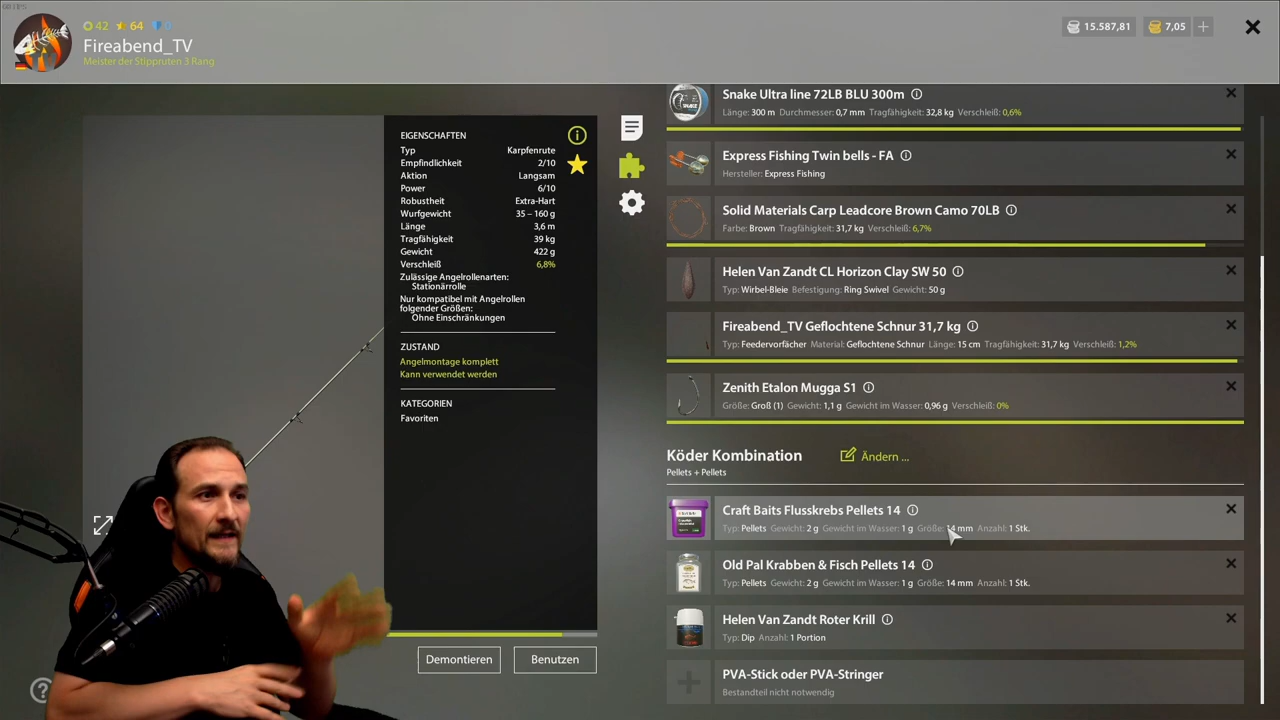 42 64 0
Fireabend_TV
Meister der Stippruten 3 Rang
15.587,81
7,05
EIGENSCHAFTEN
Typ Karpfenrute
Empfindlichkeit 2/10
Aktion Langsam
Power 6/10
Robustheit Extra-Hart
Wurfgewicht 35 – 160 g
Länge 3,6 m
Tragfähigkeit 39 kg
Gewicht 422 g
Verschleiß 6,8%
Zulässige Angelrollenarten:
Stationärrolle
Nur kompatibel mit Angelrollen
folgender Größen:
Ohne Einschränkungen
ZUSTAND
Angelmontage komplett
Kann verwendet werden
KATEGORIEN
Favoriten
Demontieren
Benutzen
Snake Ultra line 72LB BLU 300m
Länge: 300 m Durchmesser: 0,7 mm Tragfähigkeit: 32,8 kg Verschleiß: 0,6%
Express Fishing Twin bells - FA
Hersteller: Express Fishing
Solid Materials Carp Leadcore Brown Camo 70LB
Farbe: Brown Tragfähigkeit: 31,7 kg Verschleiß: 6,7%
Helen Van Zandt CL Horizon Clay SW 50
Typ: Wirbel-Bleie Befestigung: Ring Swivel Gewicht: 50 g
Fireabend_TV Geflochtene Schnur 31,7 kg
Typ: Feedervorfächer Material: Geflochtene Schnur Länge: 15 cm Tragfähigkeit: 31,7 kg Verschleiß: 1,2%
Zenith Etalon Mugga S1
Größe: Groß (1) Gewicht: 1,1 g Gewicht im Wasser: 0,96 g Verschleiß: 0%
Köder Kombination
Ändern ...
Pellets + Pellets
Craft Baits Flusskrebs Pellets 14
Typ: Pellets Gewicht: 2 g Gewicht im Wasser: 1 g Größe: 14 mm Anzahl: 1 Stk.
Old Pal Krabben & Fisch Pellets 14
Typ: Pellets Gewicht: 2 g Gewicht im Wasser: 1 g Größe: 14 mm Anzahl: 1 Stk.
Helen Van Zandt Roter Krill
Typ: Dip Anzahl: 1 Portion
PVA-Stick oder PVA-Stringer
Bestandteil nicht notwendig